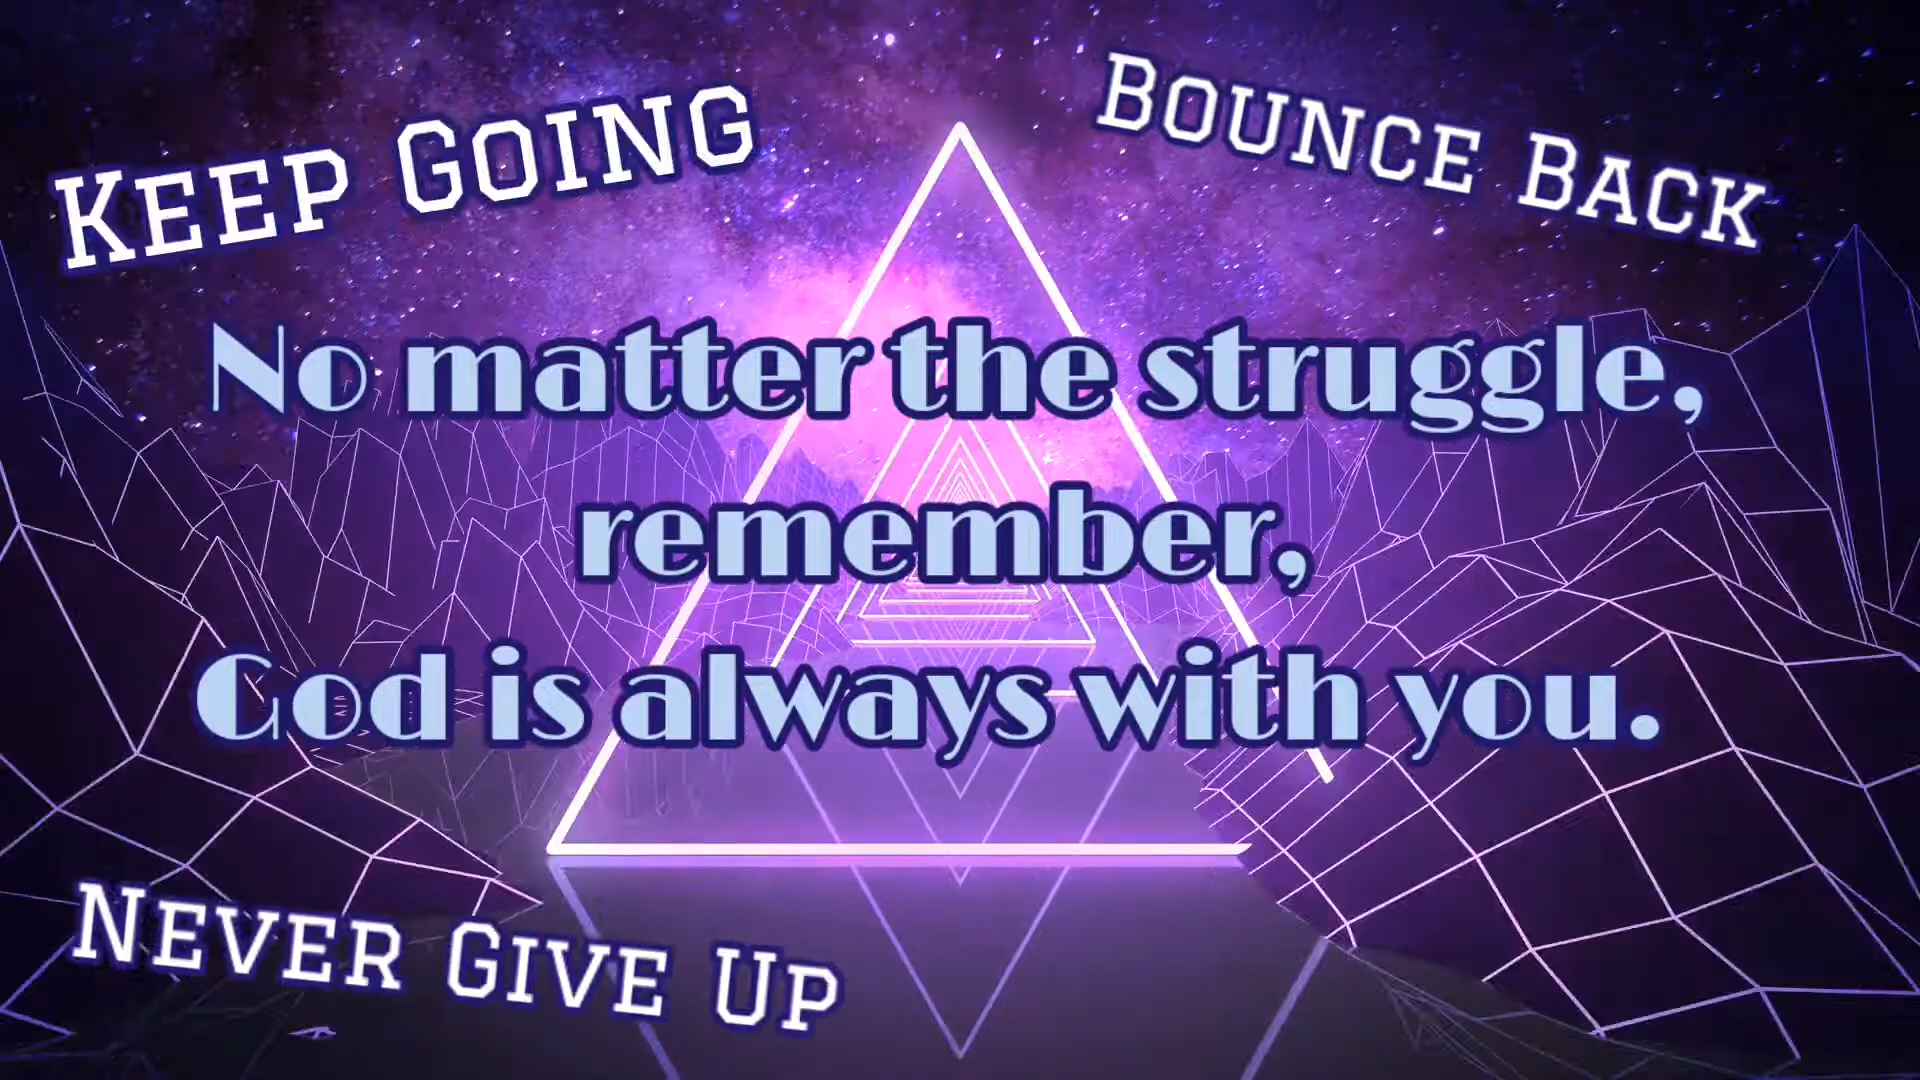 Keep Going
Bounce Back
No matter the struggle,
remember,
God is always with you.
Never Give Up